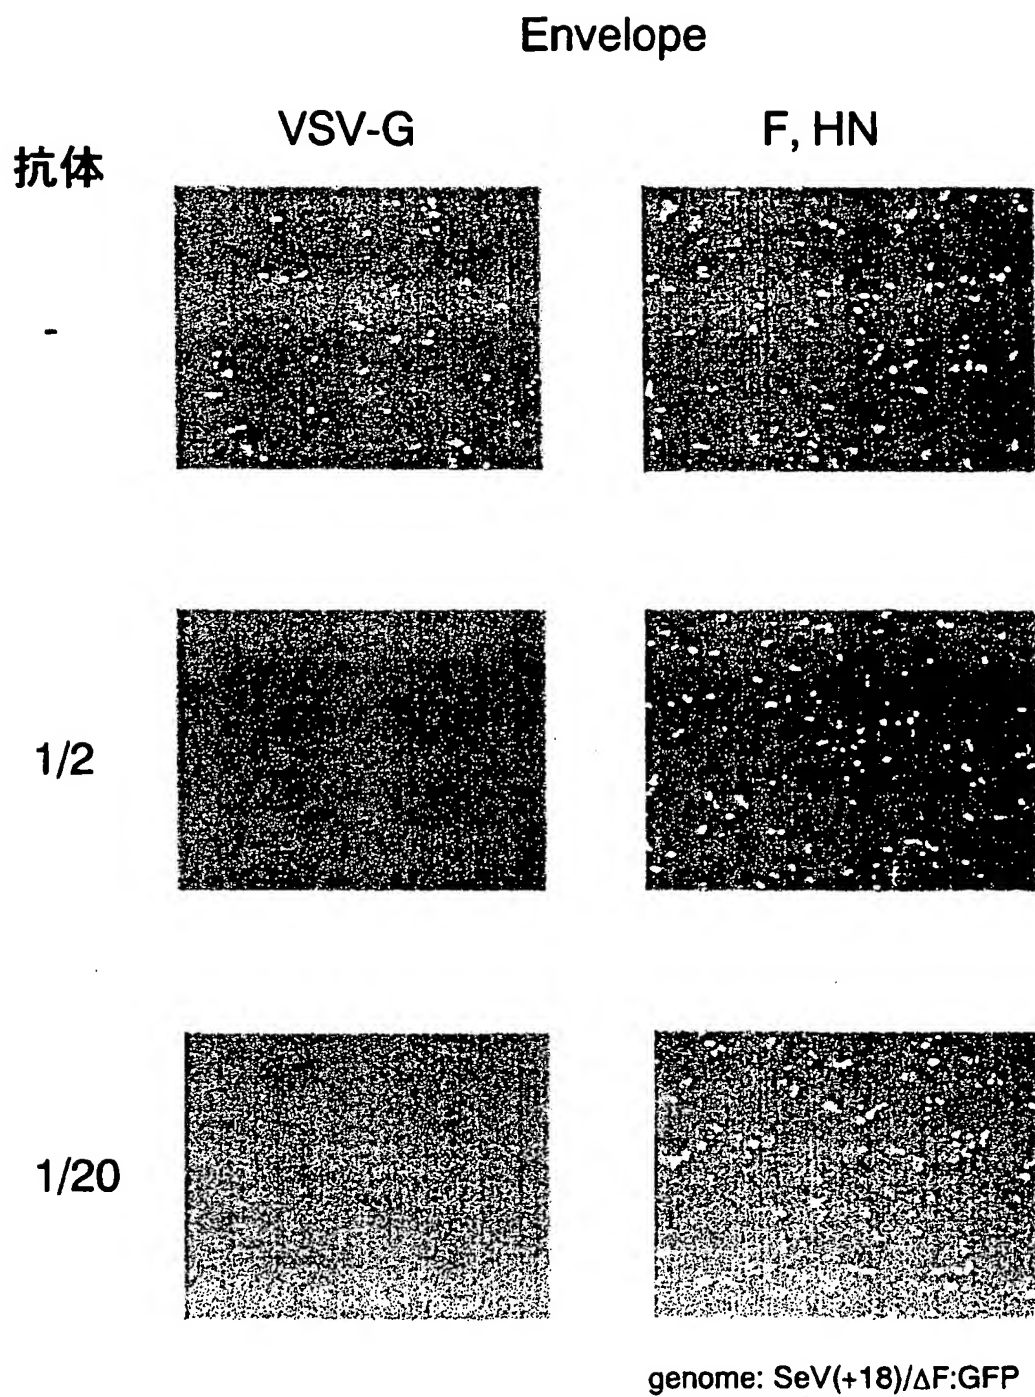 Envelope
VSV-G
F, HN
抗体
-
1/2
1/20
genome: SeV(+18)/ΔF:GFP